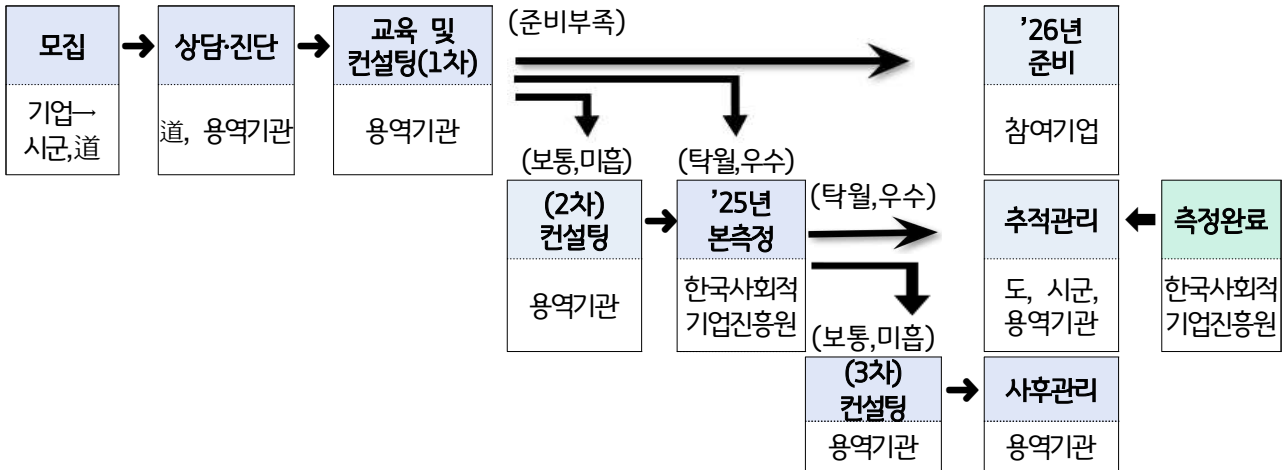 모집
기업→
시군,道
상담·진단
道, 용역기관
교육 및
컨설팅(1차)
용역기관
(준비부족)
’26년
준비
참여기업
(보통,미흡)
(탁월,우수)
(2차)
컨설팅
용역기관
’25년
본측정
한국사회적
기업진흥원
(탁월,우수)
추적관리
도, 시군,
용역기관
측정완료
한국사회적
기업진흥원
(보통,미흡)
(3차)
컨설팅
용역기관
사후관리
용역기관